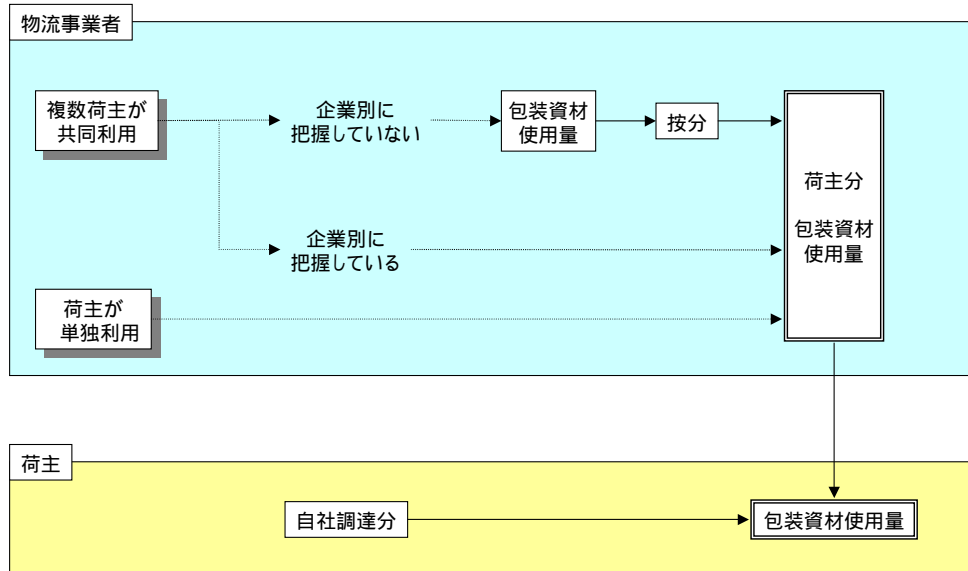 物流事業者
複数荷主が
共同利用
企業別に
把握していない
包装資材
使用量
按分
荷主分
包装資材
使用量
企業別に
把握している
荷主が
単独利用
荷主
自社調達分
包装資材使用量